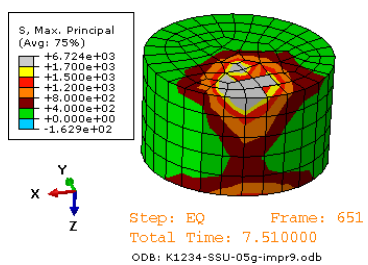 S, Max. Principal
(Avg: 75%)
+6.724e+03
+1.700e+03
+1.500e+03
+1.200e+03
+8.000e+02
+4.000e+02
+0.000e+00
-1.629e+02
Y
X
Z
Step: EQ Frame: 651
Total Time: 7.510000
ODB: K1234-SSU-05g-impr9.odb